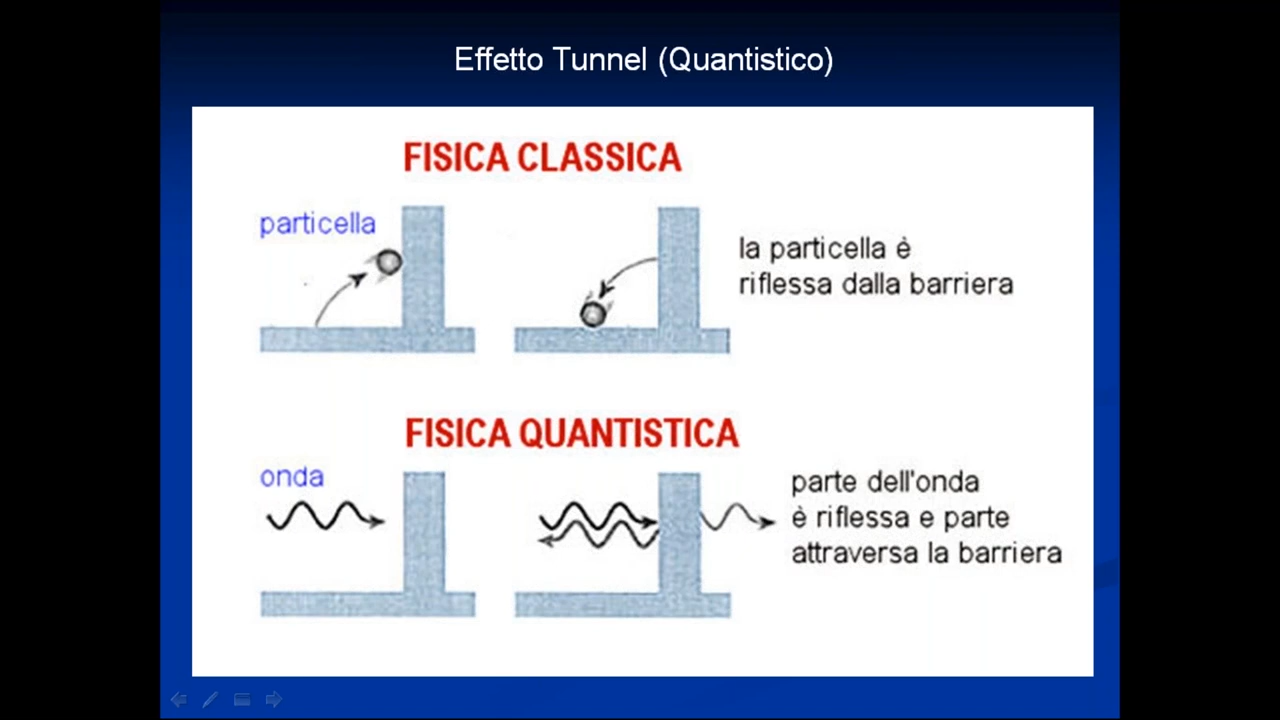 Effetto Tunnel (Quantistico)
FISICA CLASSICA
particella
la particella è
riflessa dalla barriera
FISICA QUANTISTICA
onda
parte dell'onda
è riflessa e parte
attraversa la barriera